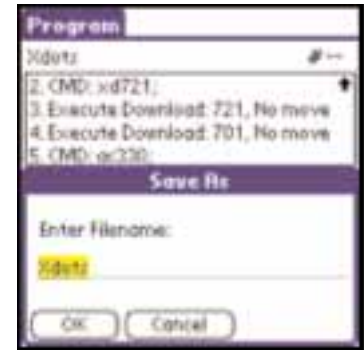 Program
Xdotz # --
2. CMD: xd721;
3. Execute Download: 721, No move
4. Execute Download: 701, No move
5. CMD:
Save As
Enter Filename:
Xdotz
OK Cancel